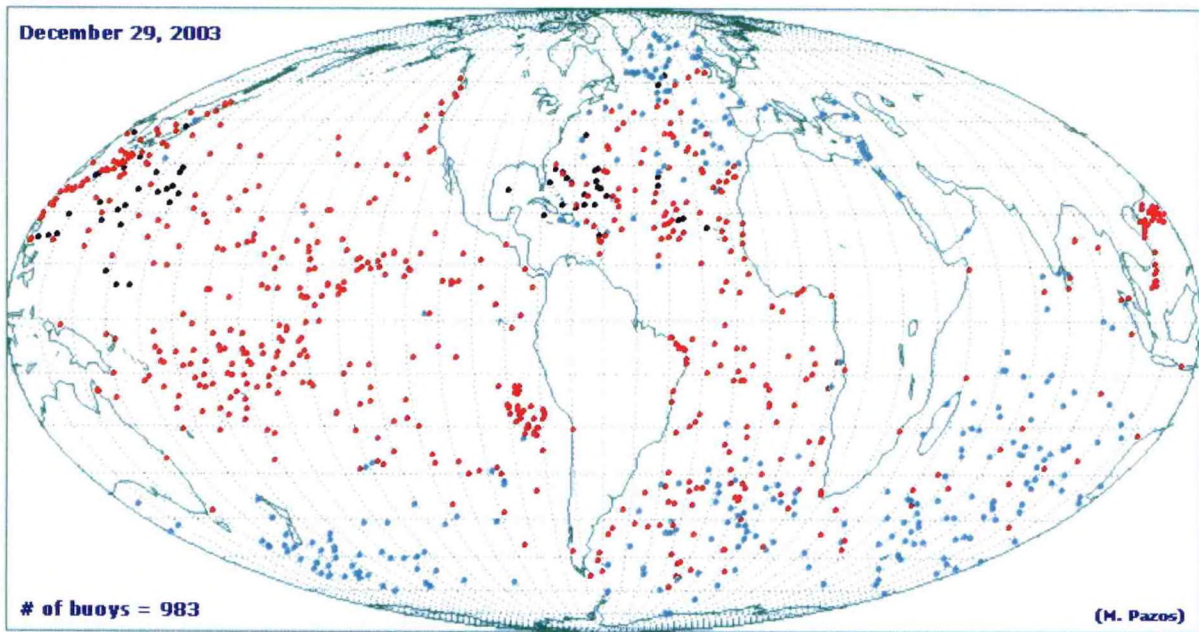 December 29, 2003
# of buoys = 983
(M. Pazos)